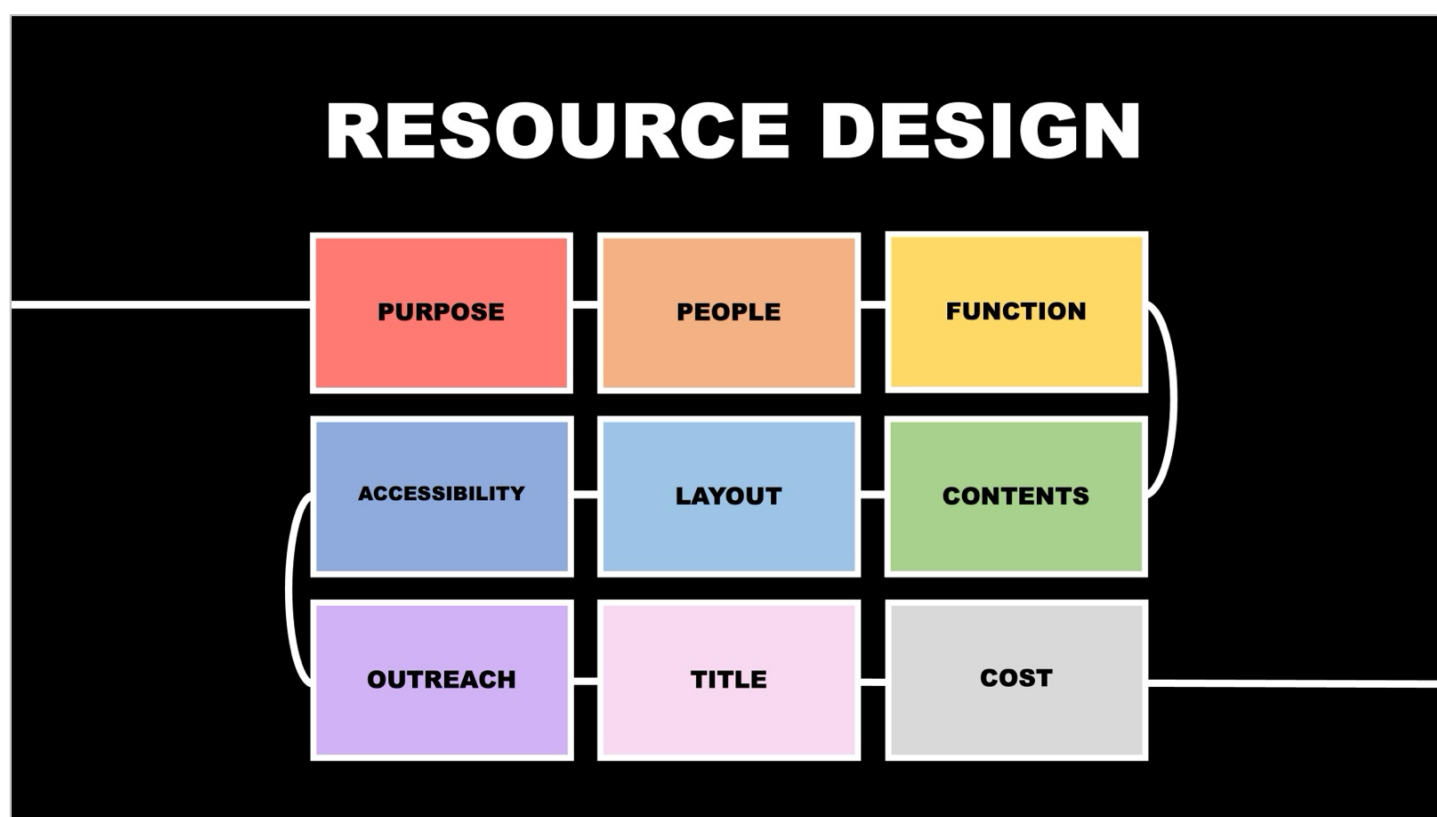 RESOURCE DESIGN
PURPOSE
PEOPLE
FUNCTION
CONTENTS
LAYOUT
ACCESSIBILITY
OUTREACH
TITLE
COST